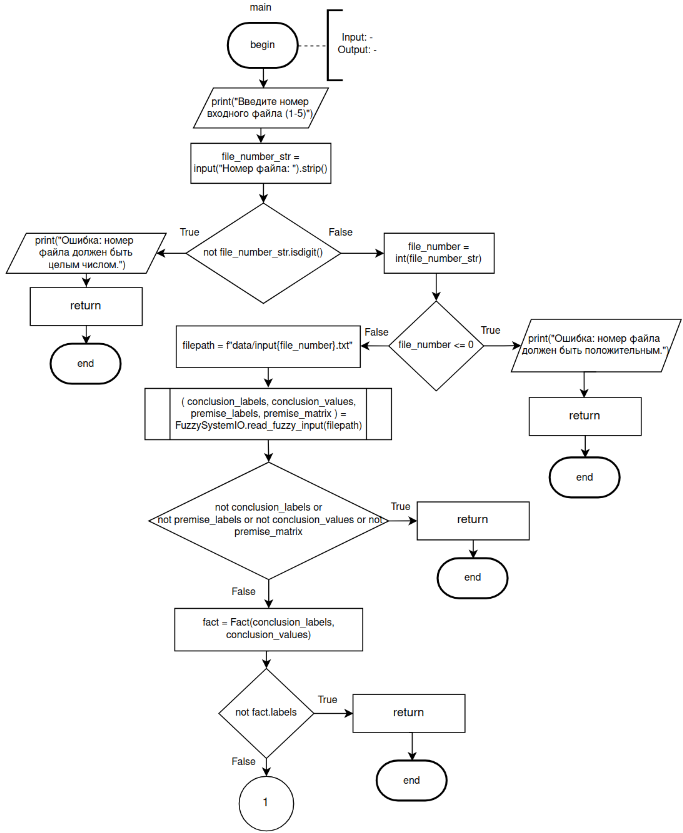 main
begin
Input: -
Output: -
print("Введите номер
входного файла (1-5)")
file_number_str =
input("Номер файла: ").strip()
True
not file_number_str.isdigit()
False
print("Ошибка: номер
файла должен быть
целым числом.")
return
end
file_number =
int(file_number_str)
file_number <= 0
False
True
filepath = f"data/input{file_number}.txt"
print("Ошибка: номер файла
должен быть положительным.")
return
end
( conclusion_labels, conclusion_values,
premise_labels, premise_matrix ) =
FuzzySystemIO.read_fuzzy_input(filepath)
not conclusion_labels or
not premise_labels or not conclusion_values or not
premise_matrix
True
return
end
False
fact = Fact(conclusion_labels,
conclusion_values)
not fact.labels
True
return
end
False
1